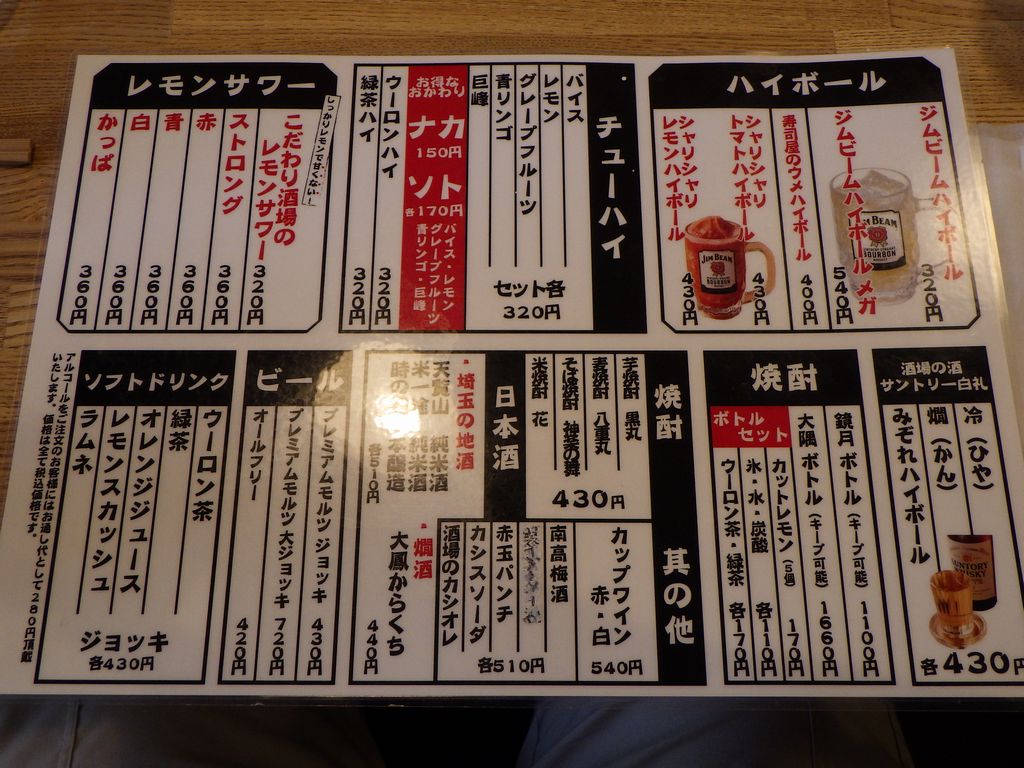 ハイボール
ジムビームハイボール 320円
ジムビームハイボール メガ 540円
寿司屋のウメハイボール 400円
シャリシャリ
トマトハイボール 430円
シャリシャリ
レモンハイボール 430円
JIM BEAM
BOURBON
JIM BEAM
BOURBON
チューハイ
バイス
レモン
グレープフルーツ
青リンゴ
巨峰
セット各
320円
お得な
おかわり
ナカ
150円
ソト
各170円
バイス・レモン
グレープフルーツ
青リンゴ・巨峰
ウーロンハイ 320円
緑茶ハイ 320円
レモンサワー
しっかりレモンで甘くない!
こだわり酒場の
レモンサワー 320円
ストロング 360円
赤 360円
青 360円
白 360円
かっぱ 360円
酒場の酒
サントリー白札
冷(ひや)
燗(かん)
みぞれハイボール
各430円
SUNTORY
WHISKY
焼酎
鏡月 ボトル(キープ可能) 1100円
大隅 ボトル(キープ可能) 1660円
ボトル
セット
カットレモン(5個) 170円
氷・水・炭酸 各110円
ウーロン茶・緑茶 各170円
焼酎
芋焼酎 黒丸
麦焼酎 八重丸
そば焼酎 神楽の舞
米焼酎 花
430円
其の他
カップワイン
赤・白
540円
南高梅酒
赤玉パンチ
カシスソーダ
酒場のカシオレ
各510円
日本酒
・埼玉の地酒
天覧山 純米酒
米一途 純米酒
時の 本醸造
各510円
・燗酒
大鳳からくち 440円
ビール
プレミアムモルツ ジョッキ 430円
プレミアムモルツ 大ジョッキ 720円
オールフリー 420円
ソフトドリンク
ウーロン茶
緑茶
オレンジジュース
レモンスカッシュ
ラムネ
ジョッキ
各430円
アルコールをご注文のお客様にはお通し代として280円頂戴
いたします。価格は全て税込価格です。